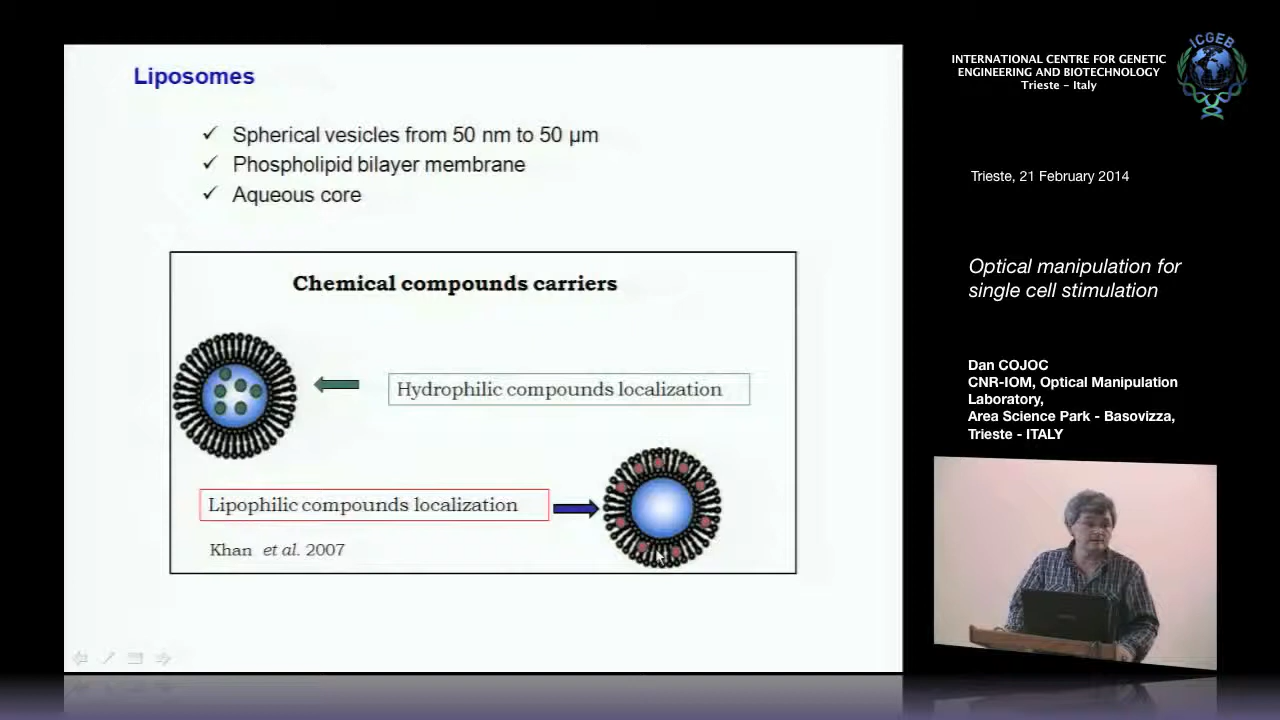 Liposomes
✓ Spherical vesicles from 50 nm to 50 µm
✓ Phospholipid bilayer membrane
✓ Aqueous core
Chemical compounds carriers
Hydrophilic compounds localization
Lipophilic compounds localization
Khan et al. 2007
INTERNATIONAL CENTRE FOR GENETIC
ENGINEERING AND BIOTECHNOLOGY
Trieste – Italy
ICGEB
Trieste, 21 February 2014
Optical manipulation for
single cell stimulation
Dan COJOC
CNR-IOM, Optical Manipulation
Laboratory,
Area Science Park - Basovizza,
Trieste - ITALY